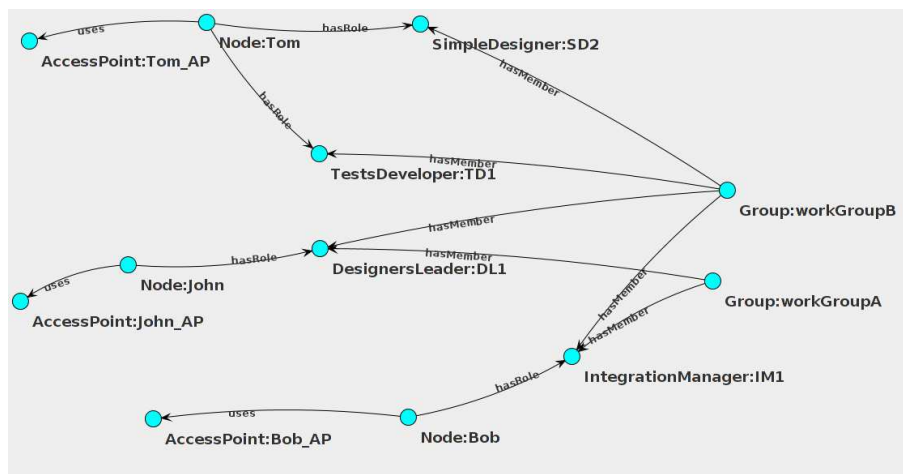 uses
hasRole
Node:Tom
SimpleDesigner:SD2
AccessPoint:Tom_AP
hasMember
hasRole
hasMember
TestsDeveloper:TD1
Group:workGroupB
hasMember
hasMember
hasRole
DesignersLeader:DL1
Node:John
uses
hasMember
Group:workGroupA
AccessPoint:John_AP
hasMember
IntegrationManager:IM1
hasRole
uses
AccessPoint:Bob_AP
Node:Bob